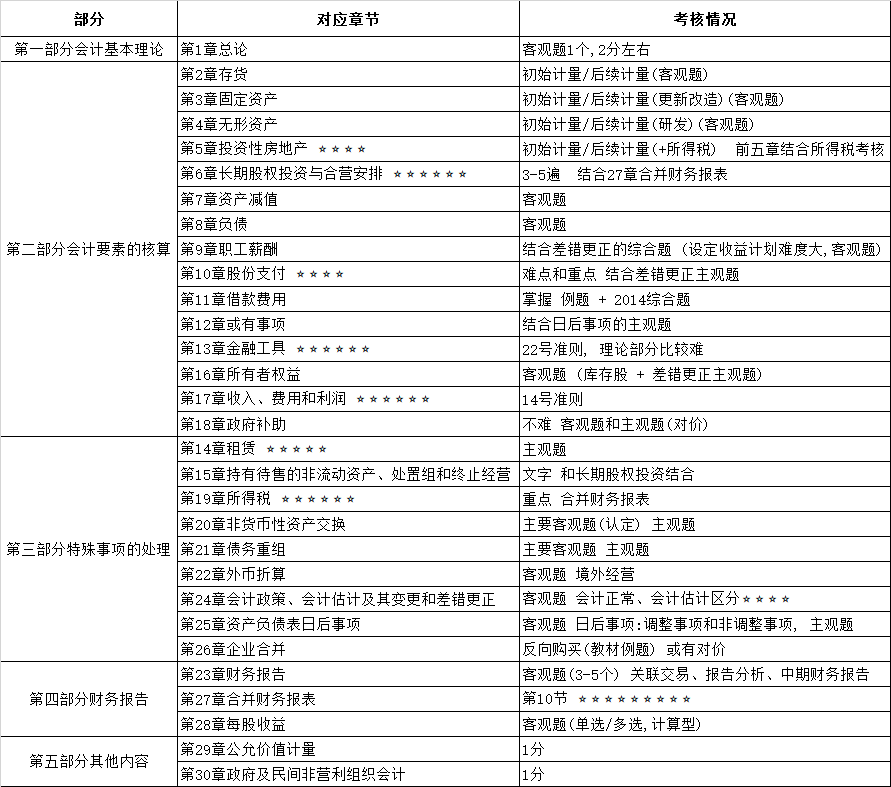 部分 对应章节 考核情况
第一部分会计基本理论 第1章总论 客观题1个,2分左右
第2章存货 初始计量/后续计量(客观题)
第3章固定资产 初始计量/后续计量(更新改造)(客观题)
第4章无形资产 初始计量/后续计量(研发)(客观题)
第5章投资性房地产 ☆☆☆☆ 初始计量/后续计量(+所得税) 前五章结合所得税考核
第6章长期股权投资与合营安排 ☆☆☆☆☆☆ 3-5遍 结合27章合并财务报表
第7章资产减值 客观题
第8章负债 客观题
第二部分会计要素的核算 第9章职工薪酬 结合差错更正的综合题 (设定收益计划难度大,客观题)
第10章股份支付 ☆☆☆☆ 难点和重点 结合差错更正主观题
第11章借款费用 掌握 例题 + 2014综合题
第12章或有事项 结合日后事项的主观题
第13章金融工具 ☆☆☆☆☆☆ 22号准则, 理论部分比较难
第16章所有者权益 客观题 (库存股 + 差错更正主观题)
第17章收入、费用和利润 ☆☆☆☆☆☆ 14号准则
第18章政府补助 不难 客观题和主观题(对价)
第14章租赁 ☆☆☆☆☆ 主观题
第15章持有待售的非流动资产、处置组和终止经营 文字 和长期股权投资结合
第19章所得税 ☆☆☆☆☆☆ 重点 合并财务报表
第20章非货币性资产交换 主要客观题(认定) 主观题
第三部分特殊事项的处理 第21章债务重组 主要客观题 主观题
第22章外币折算 客观题 境外经营
第24章会计政策、会计估计及其变更和差错更正 客观题 会计正常、会计估计区分☆☆☆☆
第25章资产负债表日后事项 客观题 日后事项:调整事项和非调整事项, 主观题
第26章企业合并 反向购买(教材例题) 或有对价
第23章财务报告 客观题(3-5个) 关联交易、报告分析、中期财务报告
第四部分财务报告 第27章合并财务报表 第10节 ☆☆☆☆☆☆☆☆☆
第28章每股收益 客观题(单选/多选,计算型)
第五部分其他内容 第29章公允价值计量 1分
第30章政府及民间非营利组织会计 1分